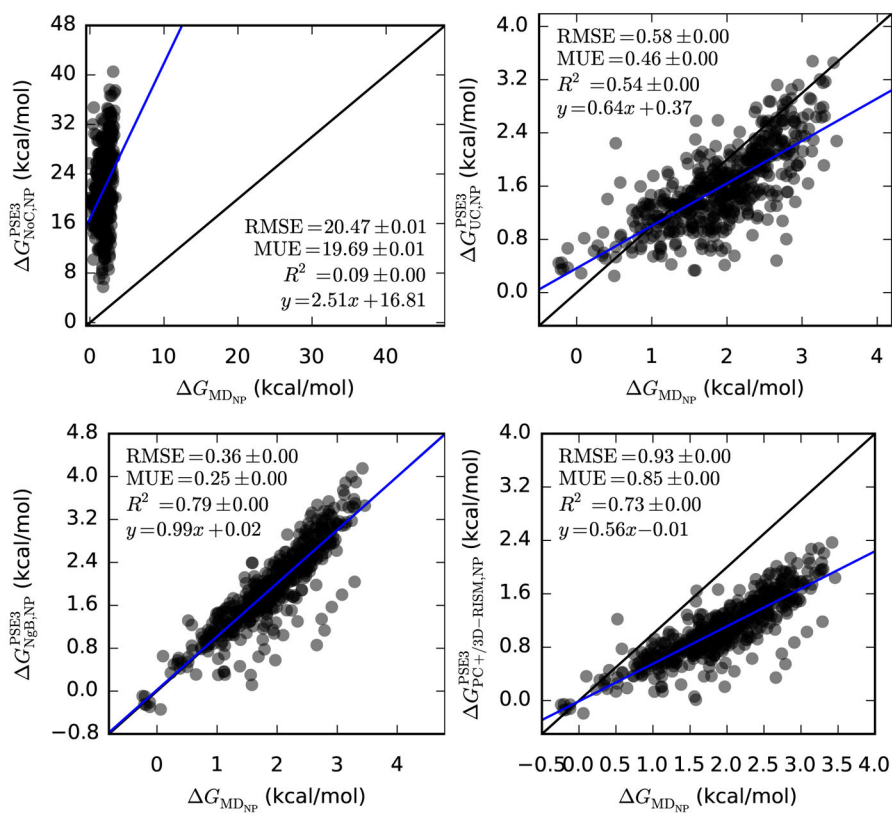 48
40
32
24
16
8
0
ΔG^PSE3_NoC,NP (kcal/mol)
RMSE = 20.47 ± 0.01
MUE = 19.69 ± 0.01
R² = 0.09 ± 0.00
y = 2.51x + 16.81
0 10 20 30 40
ΔG_MD_NP (kcal/mol)
4.0
3.2
2.4
1.6
0.8
0.0
ΔG^PSE3_UC,NP (kcal/mol)
RMSE = 0.58 ± 0.00
MUE = 0.46 ± 0.00
R² = 0.54 ± 0.00
y = 0.64x + 0.37
0 1 2 3 4
ΔG_MD_NP (kcal/mol)
4.8
4.0
3.2
2.4
1.6
0.8
0.0
−0.8
ΔG^PSE3_NgB,NP (kcal/mol)
RMSE = 0.36 ± 0.00
MUE = 0.25 ± 0.00
R² = 0.79 ± 0.00
y = 0.99x + 0.02
0 1 2 3 4
ΔG_MD_NP (kcal/mol)
4.0
3.2
2.4
1.6
0.8
0.0
ΔG^PSE3_PC+/3D−RISM,NP (kcal/mol)
RMSE = 0.93 ± 0.00
MUE = 0.85 ± 0.00
R² = 0.73 ± 0.00
y = 0.56x − 0.01
−0.5 0.0 0.5 1.0 1.5 2.0 2.5 3.0 3.5 4.0
ΔG_MD_NP (kcal/mol)